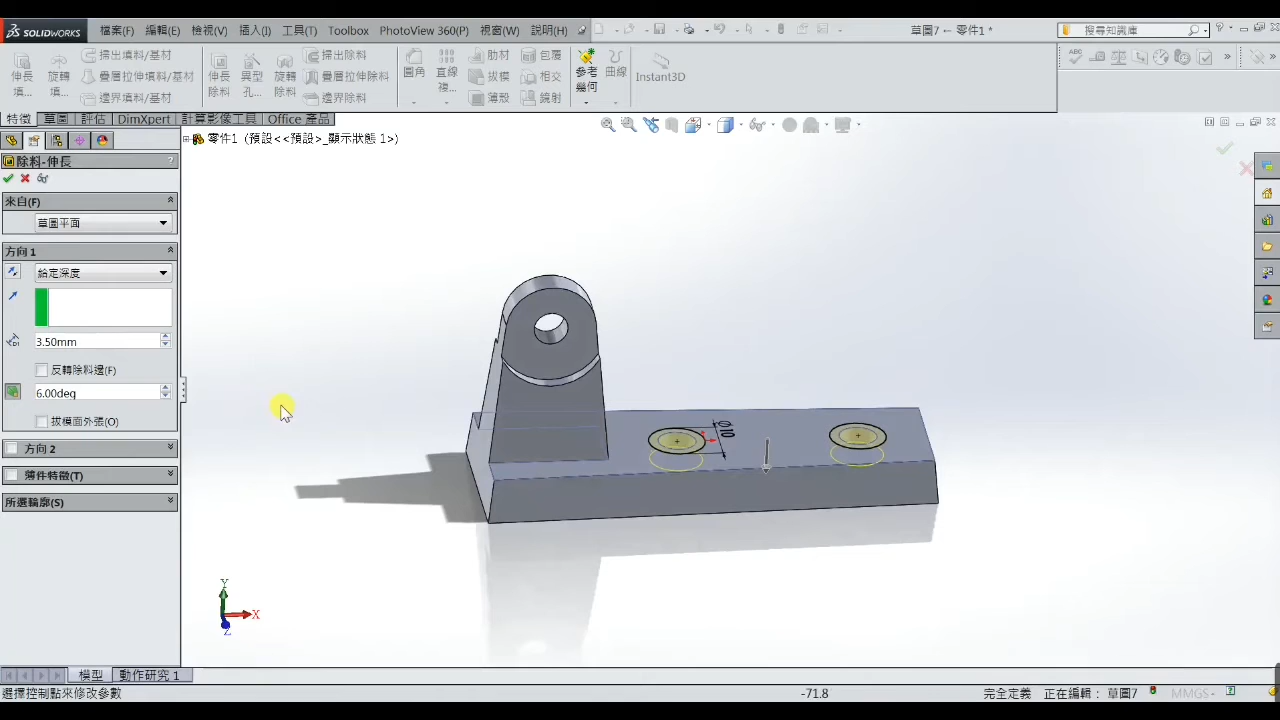 SOLIDWORKS 檔案(F) 編輯(E) 檢視(V) 插入(I) 工具(T) Toolbox PhotoView 360(P) 視窗(W) 說明(H) 草圖7 ← 零件1 * 搜尋知識庫 ?
伸長填... 旋轉填... 掃出填料/基材 疊層拉伸填料/基材 邊界填料/基材 伸長除料 異型孔... 旋轉除料 掃出除料 疊層拉伸除料 邊界除料 圓角 直線複... 肋材 拔模 薄殼 包覆 相交 鏡射 參考幾何 曲線 Instant3D
特徵 草圖 評估 DimXpert 計算影像工具 Office 產品
零件1 (預設<<預設>_顯示狀態 1>)
除料-伸長 ?
來自(F)
草圖平面
方向1
給定深度
3.50mm
反轉除料邊(F)
6.00deg
拔模面外張(O)
方向2
薄件特徵(T)
所選輪廓(S)
Ø10
Y
X
Z
模型 動作研究 1
選擇控制點來修改參數 -71.8 完全定義 正在編輯： 草圖7 MMGS